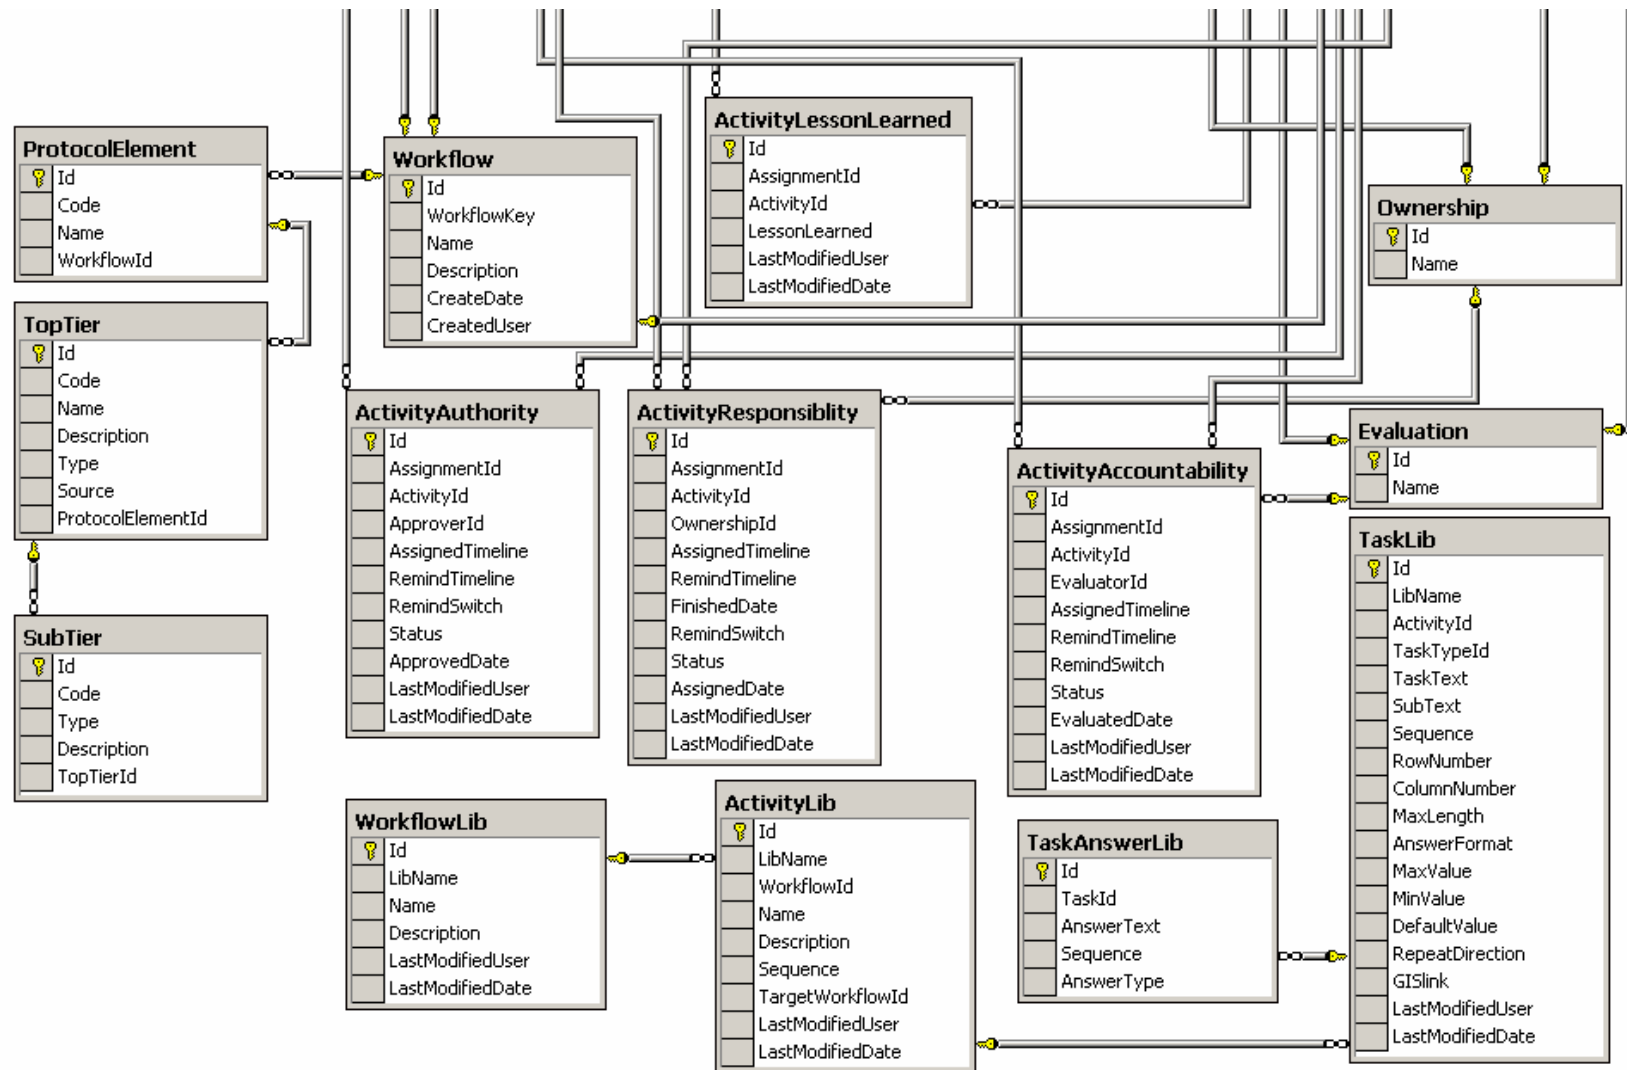 ProtocolElement
Id
Code
Name
WorkflowId
TopTier
Id
Code
Name
Description
Type
Source
ProtocolElementId
SubTier
Id
Code
Type
Description
TopTierId
Workflow
Id
WorkflowKey
Name
Description
CreateDate
CreatedUser
ActivityLessonLearned
Id
AssignmentId
ActivityId
LessonLearned
LastModifiedUser
LastModifiedDate
Ownership
Id
Name
ActivityAuthority
Id
AssignmentId
ActivityId
ApproverId
AssignedTimeline
RemindTimeline
RemindSwitch
Status
ApprovedDate
LastModifiedUser
LastModifiedDate
ActivityResponsiblity
Id
AssignmentId
ActivityId
OwnershipId
AssignedTimeline
RemindTimeline
FinishedDate
RemindSwitch
Status
AssignedDate
LastModifiedUser
LastModifiedDate
ActivityAccountability
Id
AssignmentId
ActivityId
EvaluatorId
AssignedTimeline
RemindTimeline
RemindSwitch
Status
EvaluatedDate
LastModifiedUser
LastModifiedDate
Evaluation
Id
Name
TaskLib
Id
LibName
ActivityId
TaskTypeId
TaskText
SubText
Sequence
RowNumber
ColumnNumber
MaxLength
AnswerFormat
MaxValue
MinValue
DefaultValue
RepeatDirection
GISlink
LastModifiedUser
LastModifiedDate
WorkflowLib
Id
LibName
Name
Description
LastModifiedUser
LastModifiedDate
ActivityLib
Id
LibName
WorkflowId
Name
Description
Sequence
TargetWorkflowId
LastModifiedUser
LastModifiedDate
TaskAnswerLib
Id
TaskId
AnswerText
Sequence
AnswerType